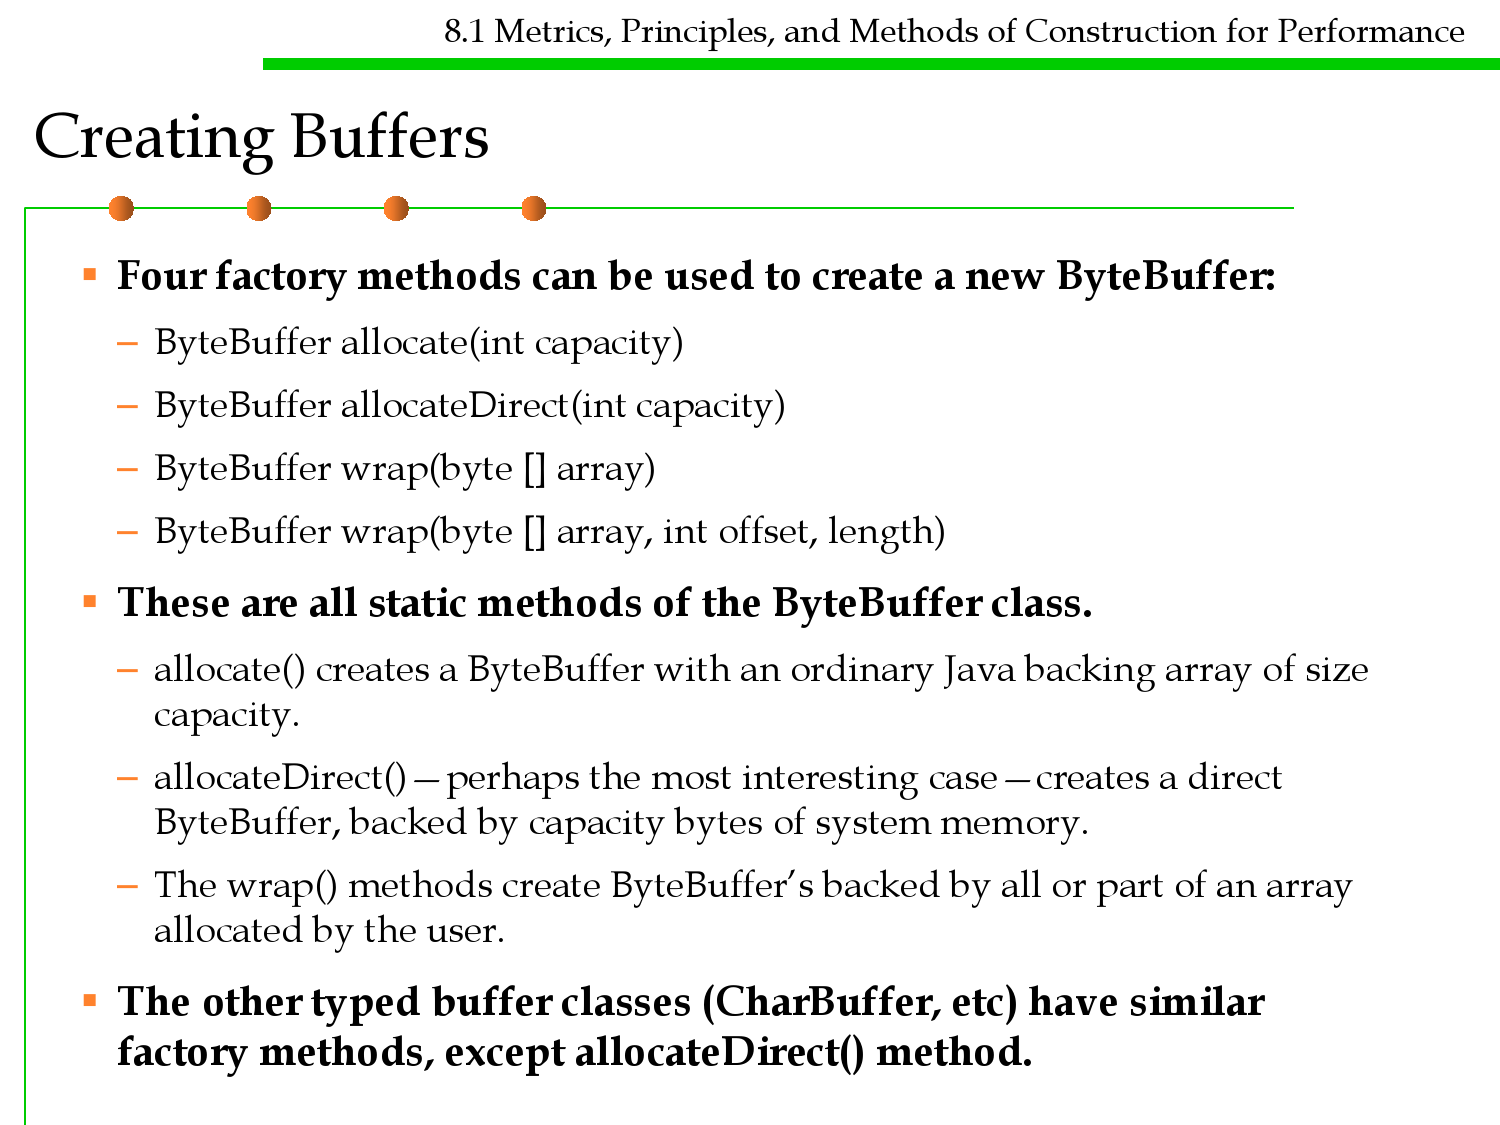 8.1 Metrics, Principles, and Methods of Construction for Performance
Creating Buffers
▪ Four factory methods can be used to create a new ByteBuffer:
– ByteBuffer allocate(int capacity)
– ByteBuffer allocateDirect(int capacity)
– ByteBuffer wrap(byte [] array)
– ByteBuffer wrap(byte [] array, int offset, length)
▪ These are all static methods of the ByteBuffer class.
– allocate() creates a ByteBuffer with an ordinary Java backing array of size
capacity.
– allocateDirect()—perhaps the most interesting case—creates a direct
ByteBuffer, backed by capacity bytes of system memory.
– The wrap() methods create ByteBuffer’s backed by all or part of an array
allocated by the user.
▪ The other typed buffer classes (CharBuffer, etc) have similar
factory methods, except allocateDirect() method.